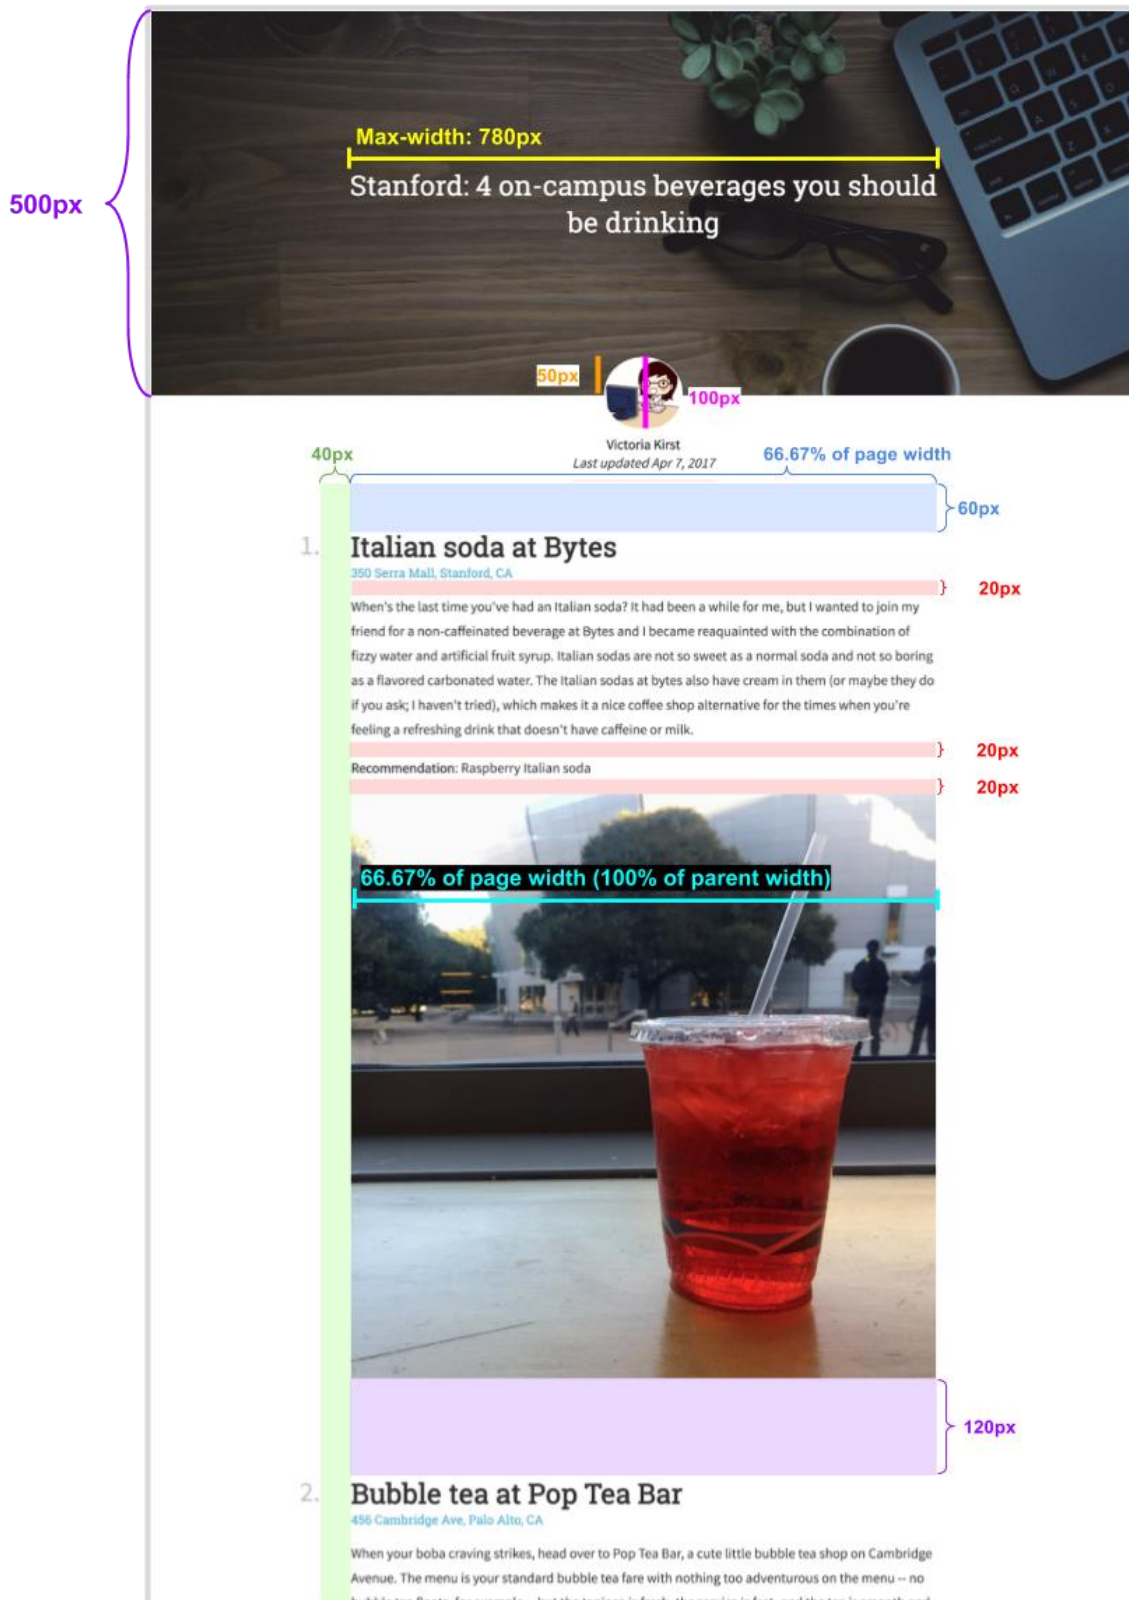 Max-width: 780px
500px
Stanford: 4 on-campus beverages you should
be drinking
50px
100px
Victoria Kirst
Last updated Apr 7, 2017
40px
66.67% of page width
60px
1.
Italian soda at Bytes
350 Serra Mall, Stanford, CA
20px
When's the last time you've had an Italian soda? It had been a while for me, but I wanted to join my
friend for a non-caffeinated beverage at Bytes and I became reaquainted with the combination of
fizzy water and artificial fruit syrup. Italian sodas are not so sweet as a normal soda and not so boring
as a flavored carbonated water. The Italian sodas at bytes also have cream in them (or maybe they do
if you ask; I haven't tried), which makes it a nice coffee shop alternative for the times when you're
feeling a refreshing drink that doesn't have caffeine or milk.
20px
Recommendation: Raspberry Italian soda
20px
66.67% of page width (100% of parent width)
120px
2.
Bubble tea at Pop Tea Bar
456 Cambridge Ave, Palo Alto, CA
When your boba craving strikes, head over to Pop Tea Bar, a cute little bubble tea shop on Cambridge
Avenue. The menu is your standard bubble tea fare with nothing too adventurous on the menu -- no